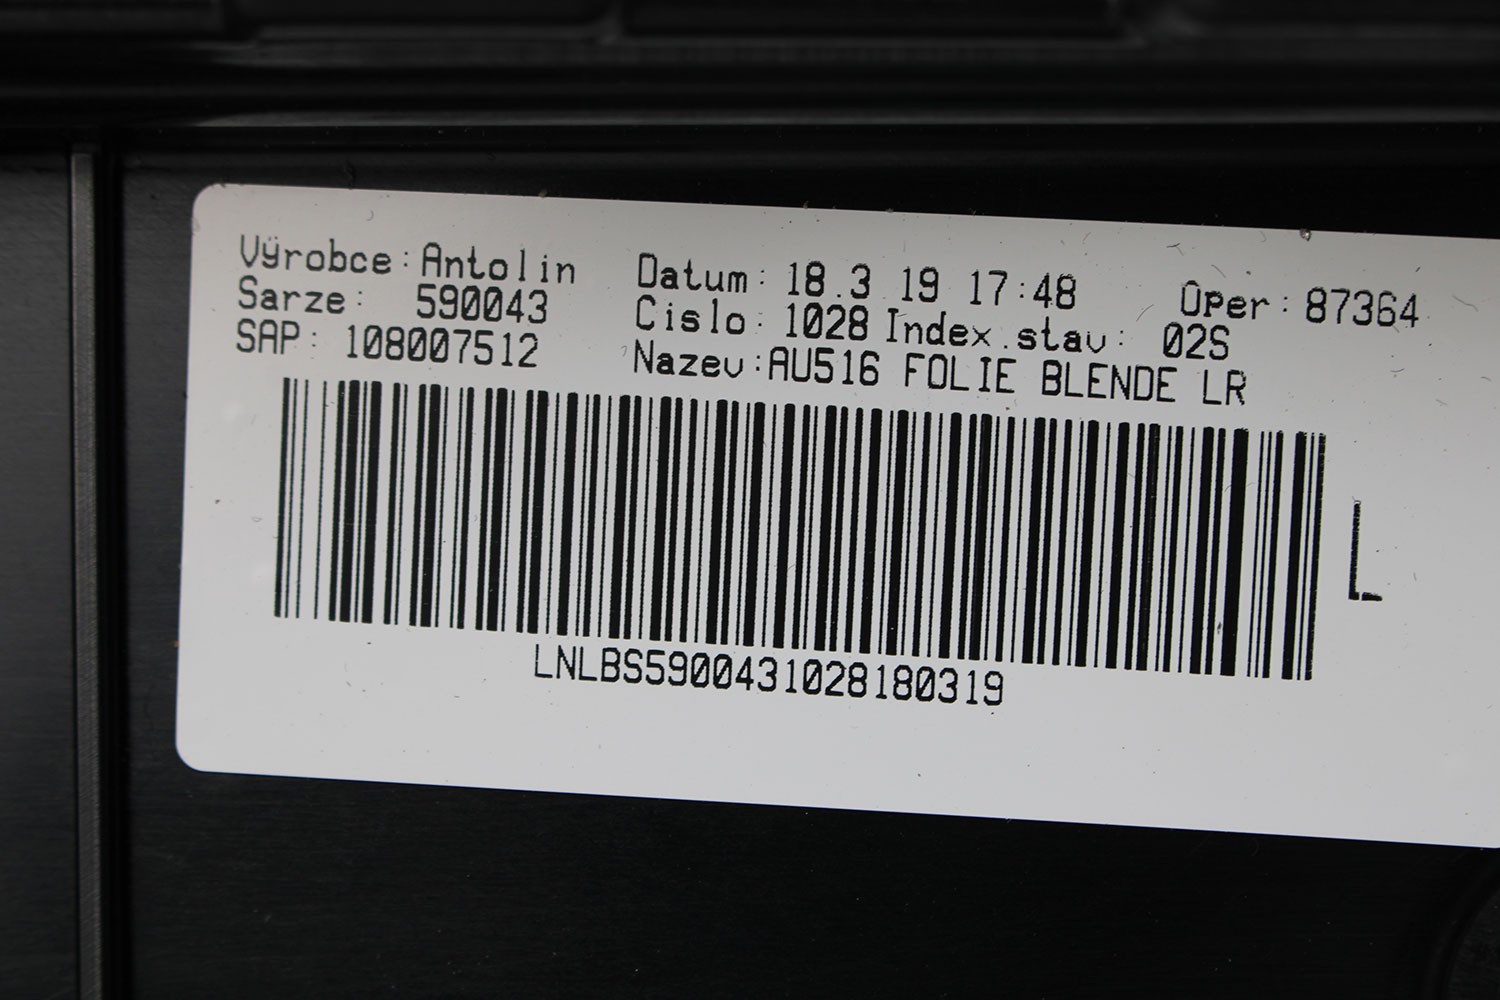 Výrobce: Antolin Datum: 18.3 19 17:48 Oper: 87364
Sarze: 590043 Cislo: 1028 Index.stav: 02S
SAP: 108007512 Nazev: AU516 FOLIE BLENDE LR
L
LNLBS5900431028180319